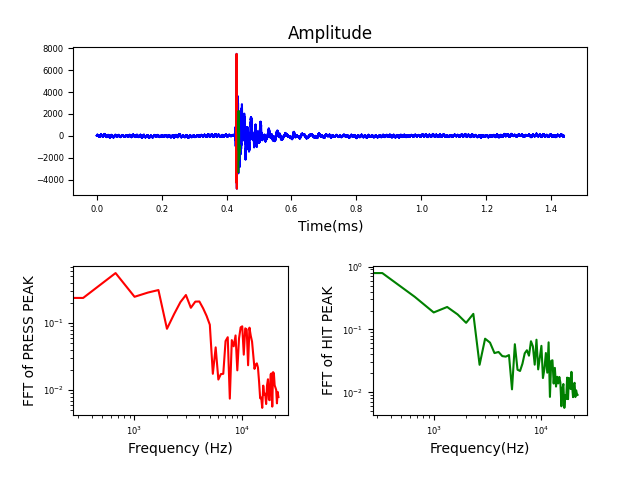 Amplitude
8000
6000
4000
2000
0
−2000
−4000
0.0 0.2 0.4 0.6 0.8 1.0 1.2 1.4
Time(ms)
FFT of PRESS PEAK
10⁻¹
10⁻²
10³ 10⁴
Frequency (Hz)
FFT of HIT PEAK
10⁰
10⁻¹
10⁻²
10³ 10⁴
Frequency(Hz)